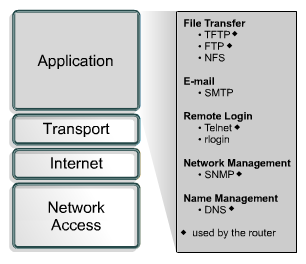 Application
Transport
Internet
Network
Access
File Transfer
• TFTP ◆
• FTP ◆
• NFS
E-mail
• SMTP
Remote Login
• Telnet ◆
• rlogin
Network Management
• SNMP ◆
Name Management
• DNS ◆
◆ used by the router